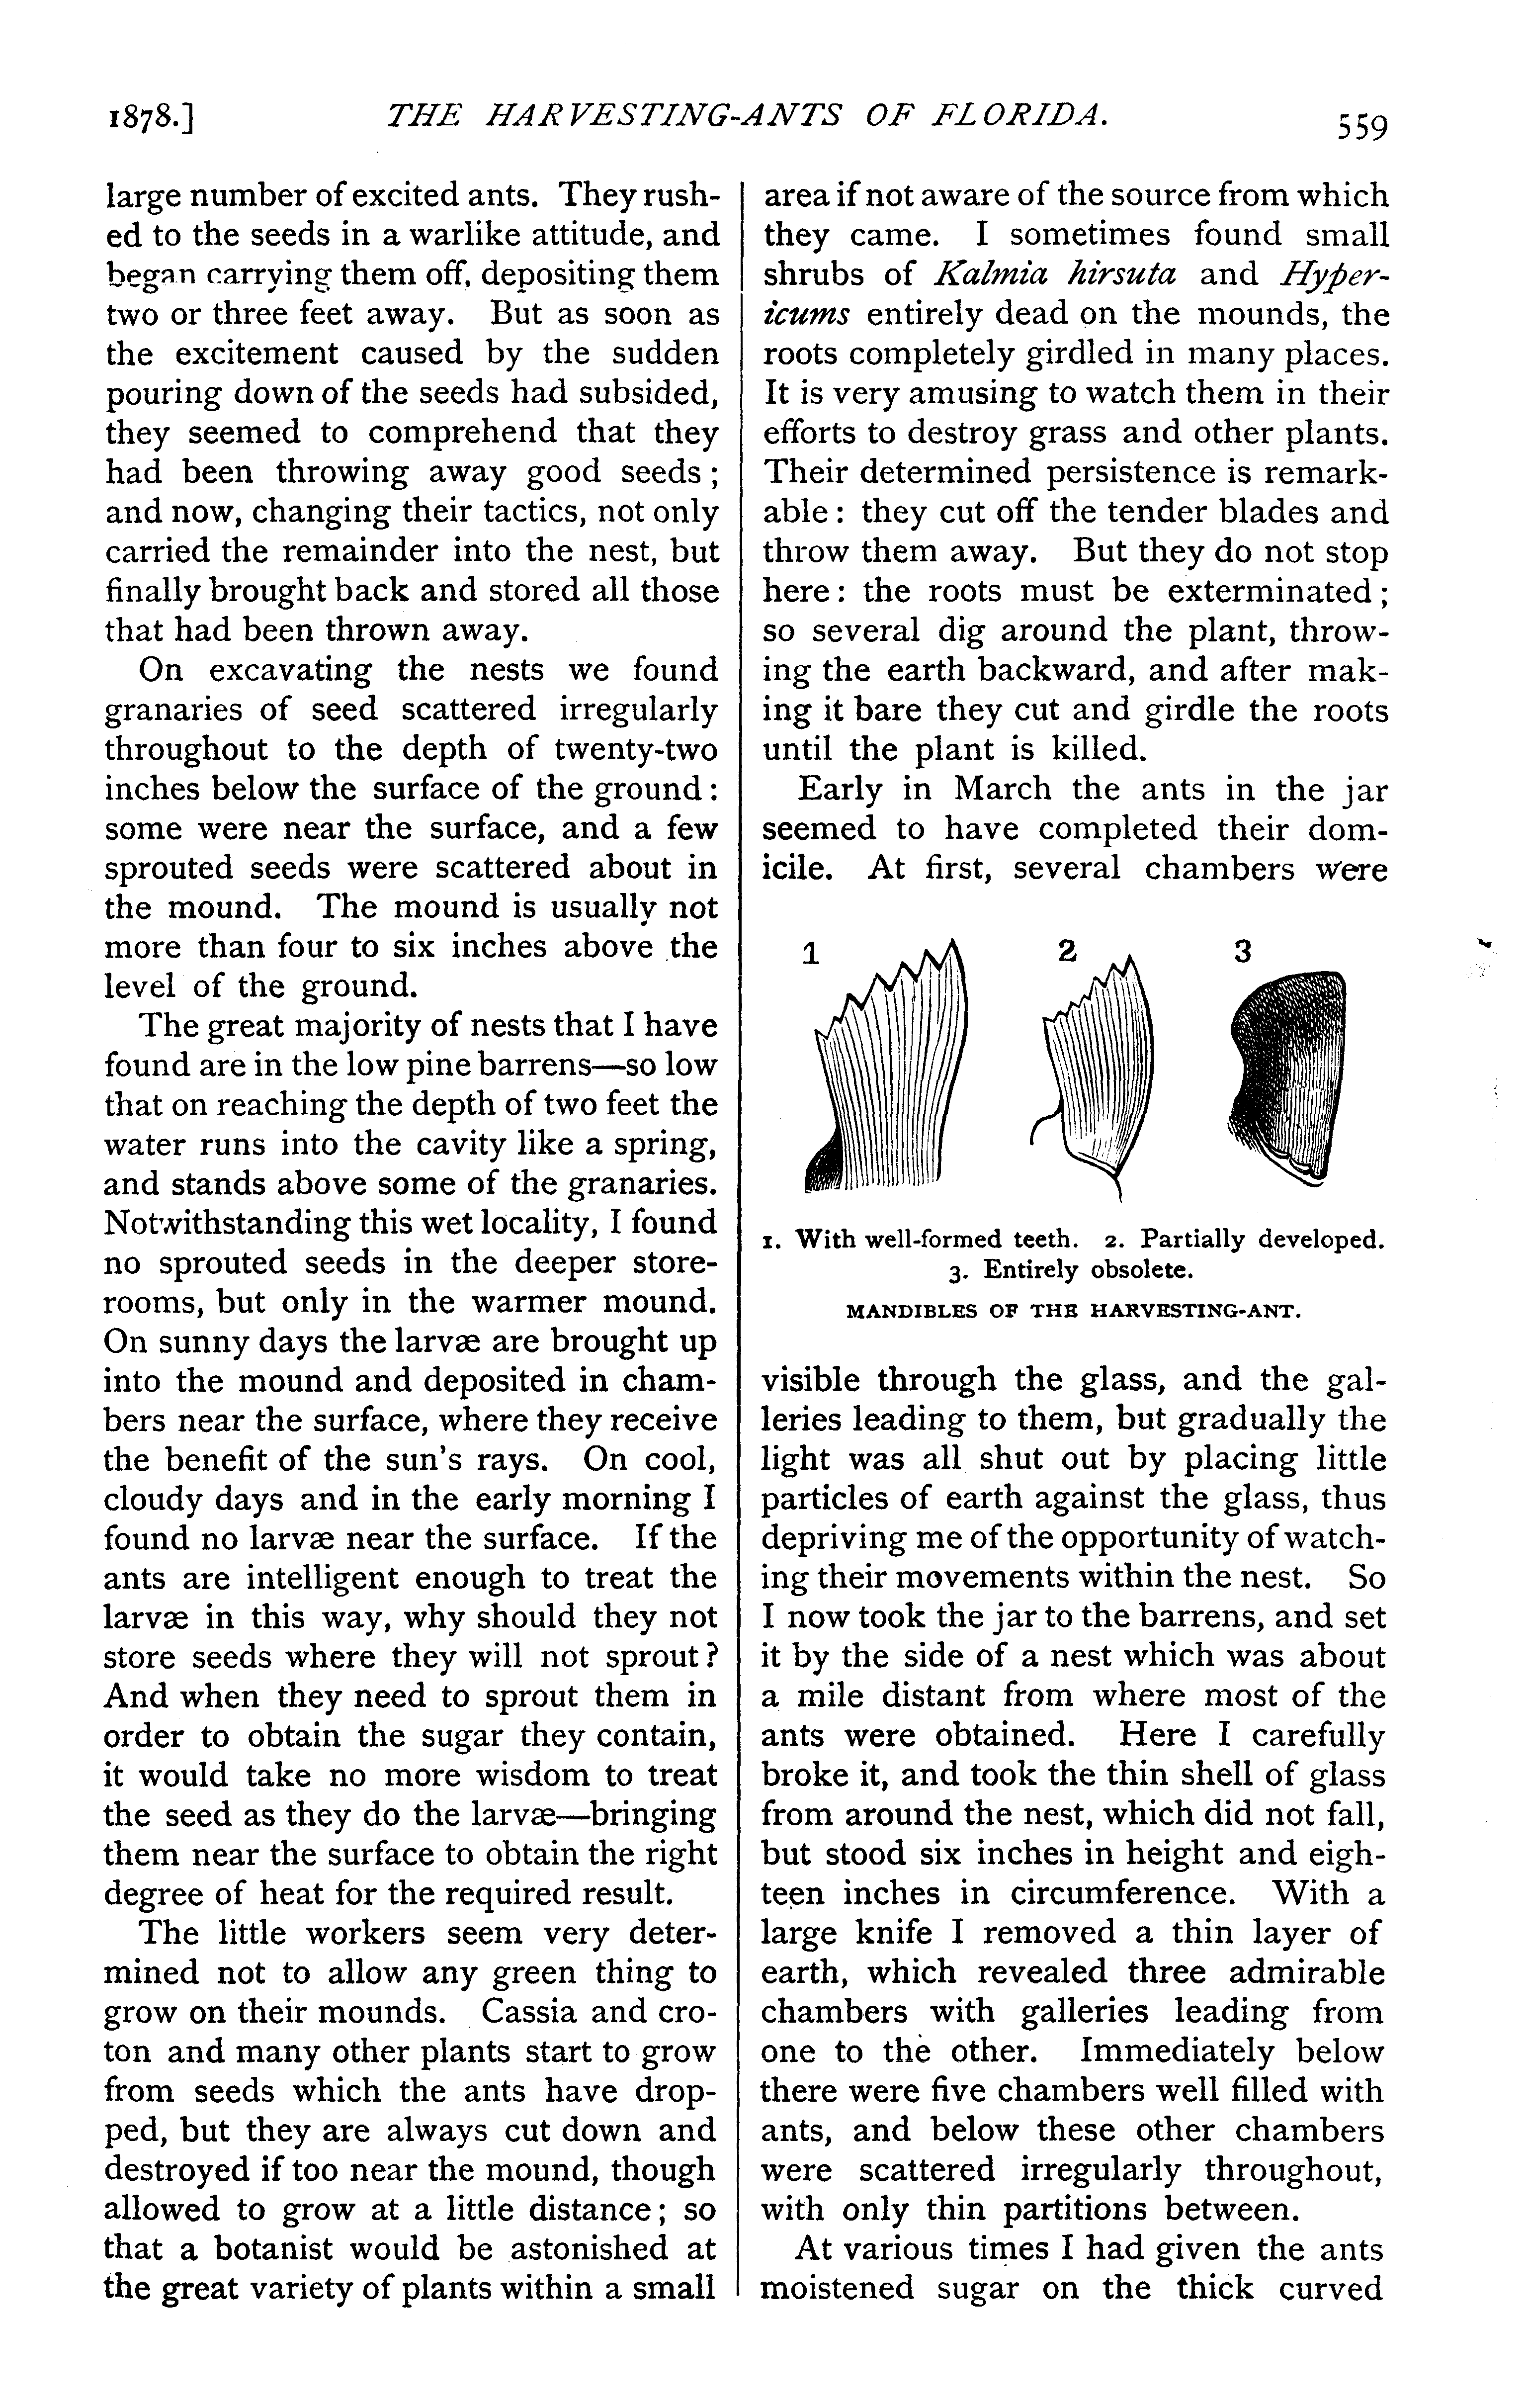 1878.] THE HARVESTING-ANTS OF FLORIDA. 559
large number of excited ants. They rush-
ed to the seeds in a warlike attitude, and
began carrying them off, depositing them
two or three feet away. But as soon as
the excitement caused by the sudden
pouring down of the seeds had subsided,
they seemed to comprehend that they
had been throwing away good seeds;
and now, changing their tactics, not only
carried the remainder into the nest, but
finally brought back and stored all those
that had been thrown away.
On excavating the nests we found
granaries of seed scattered irregularly
throughout to the depth of twenty-two
inches below the surface of the ground:
some were near the surface, and a few
sprouted seeds were scattered about in
the mound. The mound is usually not
more than four to six inches above the
level of the ground.
The great majority of nests that I have
found are in the low pine barrens—so low
that on reaching the depth of two feet the
water runs into the cavity like a spring,
and stands above some of the granaries.
Notwithstanding this wet locality, I found
no sprouted seeds in the deeper store-
rooms, but only in the warmer mound.
On sunny days the larvæ are brought up
into the mound and deposited in cham-
bers near the surface, where they receive
the benefit of the sun's rays. On cool,
cloudy days and in the early morning I
found no larvæ near the surface. If the
ants are intelligent enough to treat the
larvæ in this way, why should they not
store seeds where they will not sprout?
And when they need to sprout them in
order to obtain the sugar they contain,
it would take no more wisdom to treat
the seed as they do the larvæ—bringing
them near the surface to obtain the right
degree of heat for the required result.
The little workers seem very deter-
mined not to allow any green thing to
grow on their mounds. Cassia and cro-
ton and many other plants start to grow
from seeds which the ants have drop-
ped, but they are always cut down and
destroyed if too near the mound, though
allowed to grow at a little distance; so
that a botanist would be astonished at
the great variety of plants within a small
area if not aware of the source from which
they came. I sometimes found small
shrubs of Kalmia hirsuta and Hyper-
icums entirely dead on the mounds, the
roots completely girdled in many places.
It is very amusing to watch them in their
efforts to destroy grass and other plants.
Their determined persistence is remark-
able: they cut off the tender blades and
throw them away. But they do not stop
here: the roots must be exterminated;
so several dig around the plant, throw-
ing the earth backward, and after mak-
ing it bare they cut and girdle the roots
until the plant is killed.
Early in March the ants in the jar
seemed to have completed their dom-
icile. At first, several chambers were
1 2 3
1. With well-formed teeth. 2. Partially developed.
3. Entirely obsolete.
MANDIBLES OF THE HARVESTING-ANT.
visible through the glass, and the gal-
leries leading to them, but gradually the
light was all shut out by placing little
particles of earth against the glass, thus
depriving me of the opportunity of watch-
ing their movements within the nest. So
I now took the jar to the barrens, and set
it by the side of a nest which was about
a mile distant from where most of the
ants were obtained. Here I carefully
broke it, and took the thin shell of glass
from around the nest, which did not fall,
but stood six inches in height and eigh-
teen inches in circumference. With a
large knife I removed a thin layer of
earth, which revealed three admirable
chambers with galleries leading from
one to the other. Immediately below
there were five chambers well filled with
ants, and below these other chambers
were scattered irregularly throughout,
with only thin partitions between.
At various times I had given the ants
moistened sugar on the thick curved